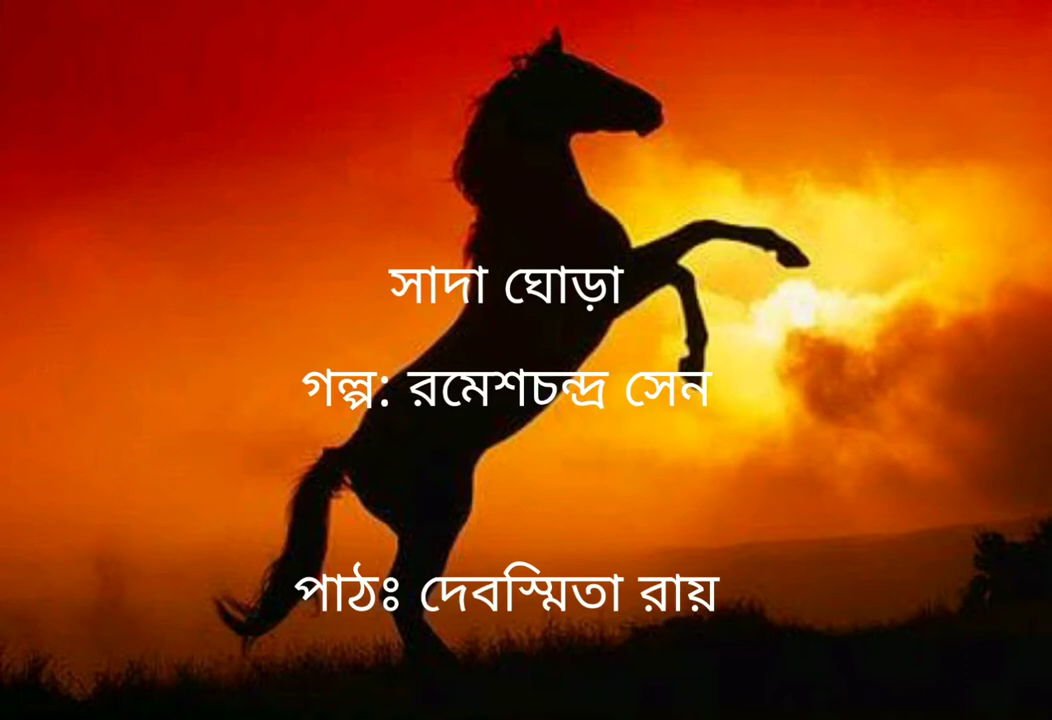 সাদা ঘোড়া
গল্প: রমেশচন্দ্র সেন
পাঠঃ দেবস্মিতা রায়